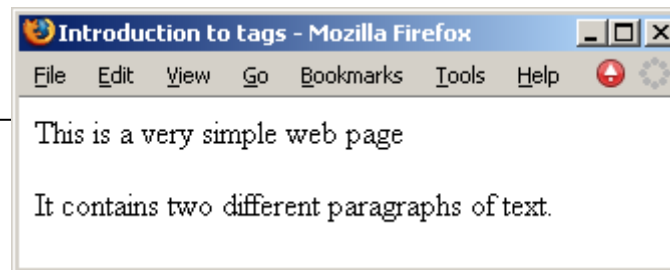 Introduction to tags - Mozilla Firefox
File Edit View Go Bookmarks Tools Help
This is a very simple web page
It contains two different paragraphs of text.